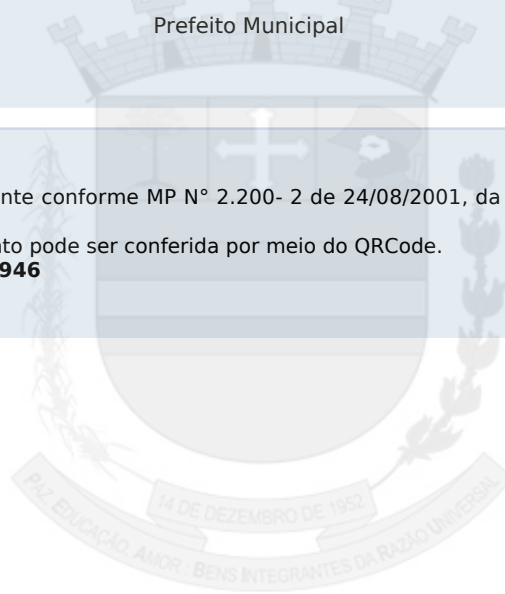 Prefeito Municipal
nte conforme MP N° 2.200- 2 de 24/08/2001, da
nto pode ser conferida por meio do QRCode.
946
14 DE DEZEMBRO DE 1952
PAZ, EDUCAÇÃO, AMOR : BENS INTEGRANTES DA RAZÃO UNIVERSAL